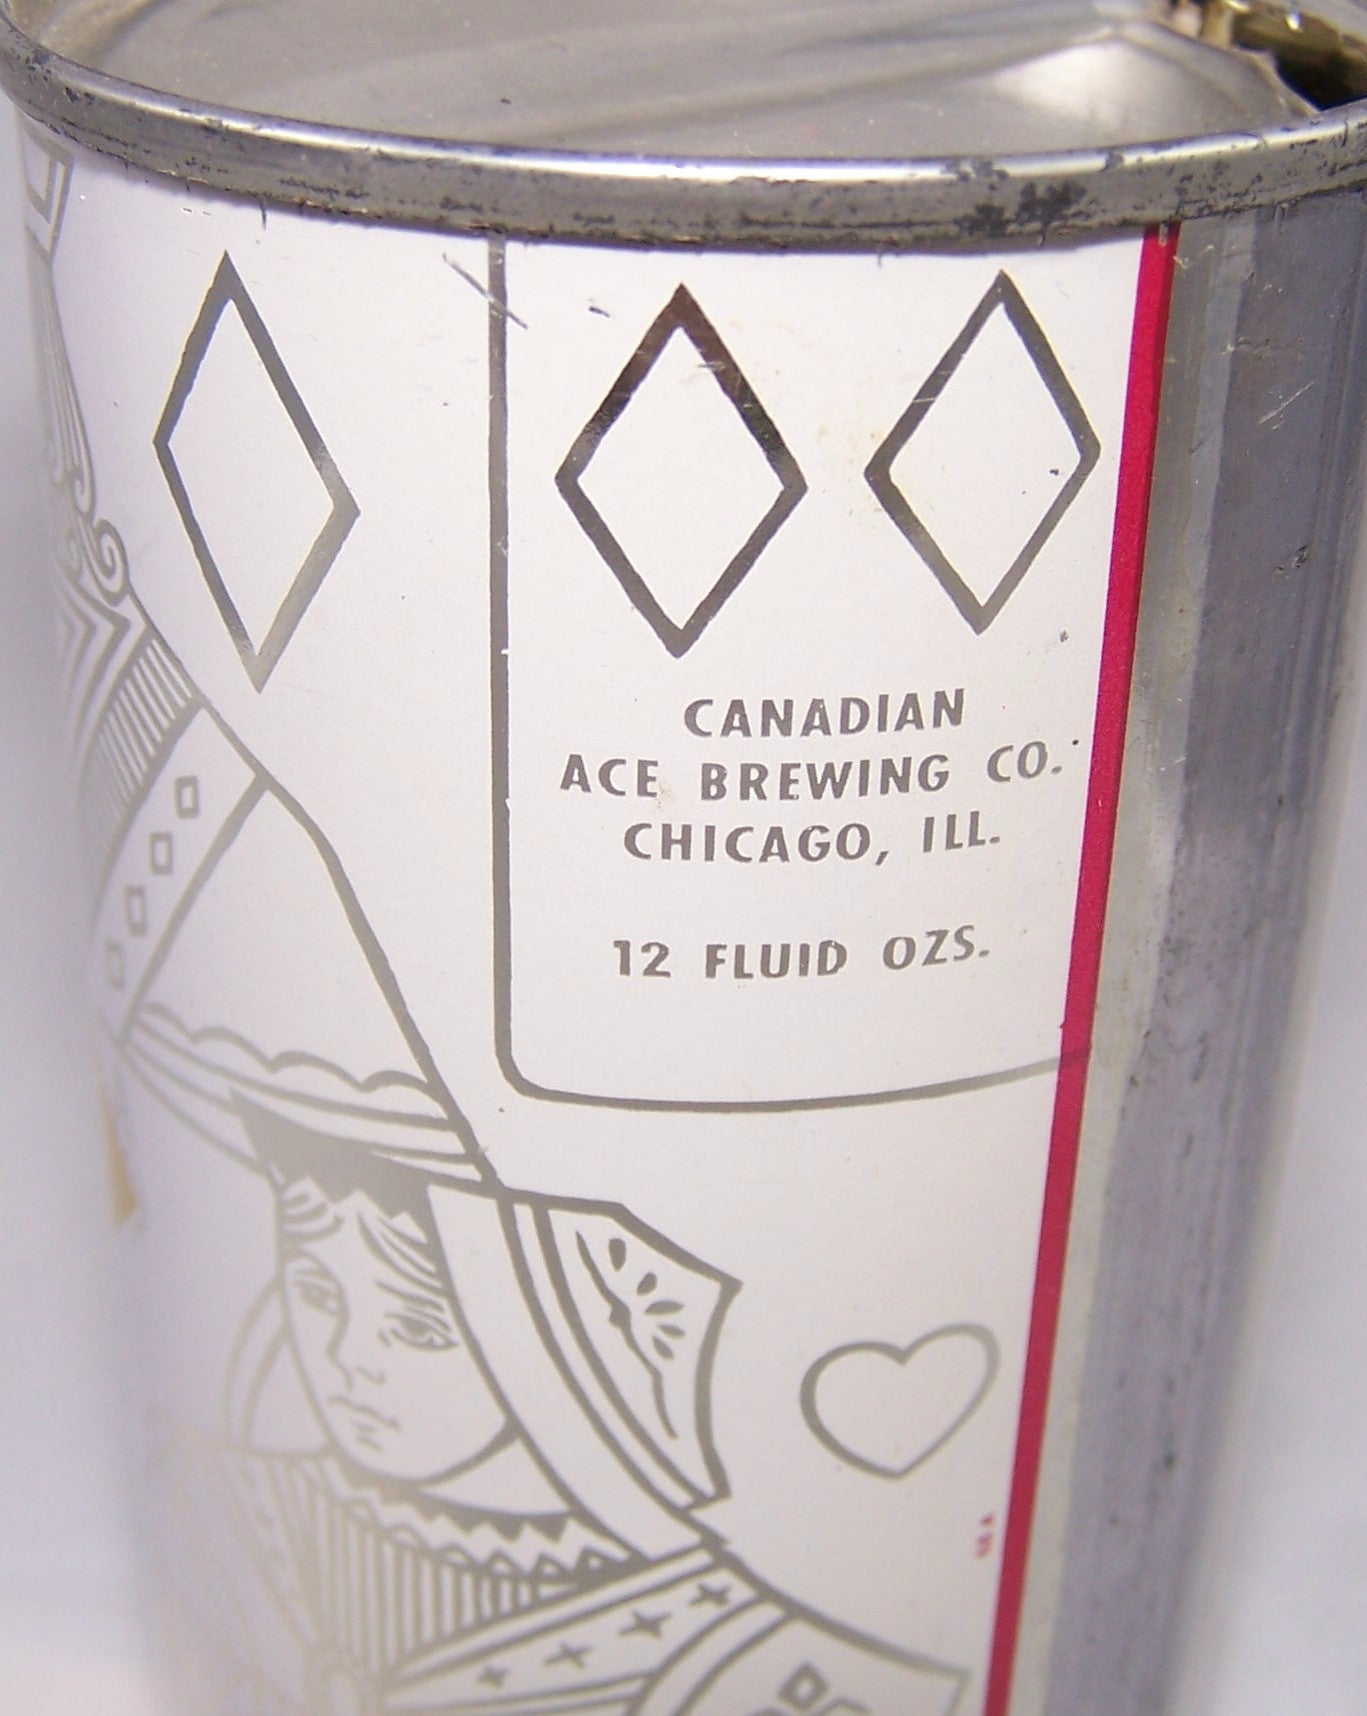 CANADIAN
ACE BREWING CO.
CHICAGO, ILL.
12 FLUID OZS.